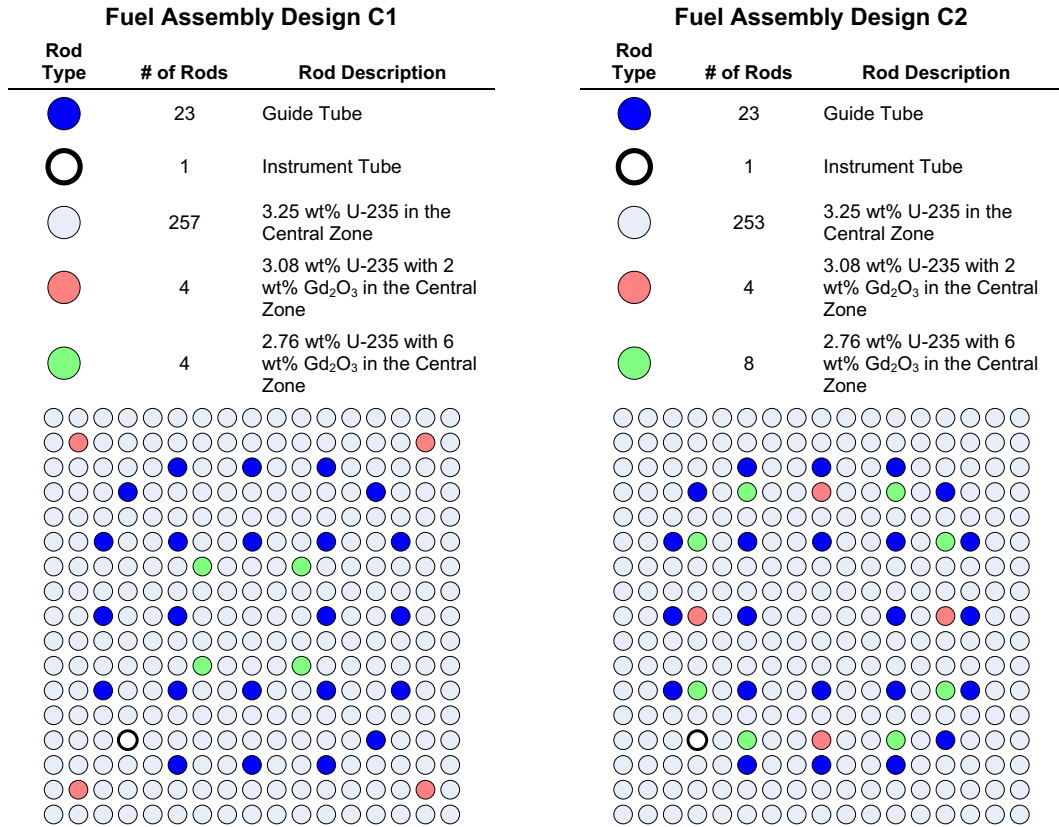 Fuel Assembly Design C1
Rod
Type # of Rods Rod Description
23 Guide Tube
1 Instrument Tube
257 3.25 wt% U-235 in the
Central Zone
4 3.08 wt% U-235 with 2
wt% Gd₂O₃ in the Central
Zone
4 2.76 wt% U-235 with 6
wt% Gd₂O₃ in the Central
Zone
Fuel Assembly Design C2
Rod
Type # of Rods Rod Description
23 Guide Tube
1 Instrument Tube
253 3.25 wt% U-235 in the
Central Zone
4 3.08 wt% U-235 with 2
wt% Gd₂O₃ in the Central
Zone
8 2.76 wt% U-235 with 6
wt% Gd₂O₃ in the Central
Zone